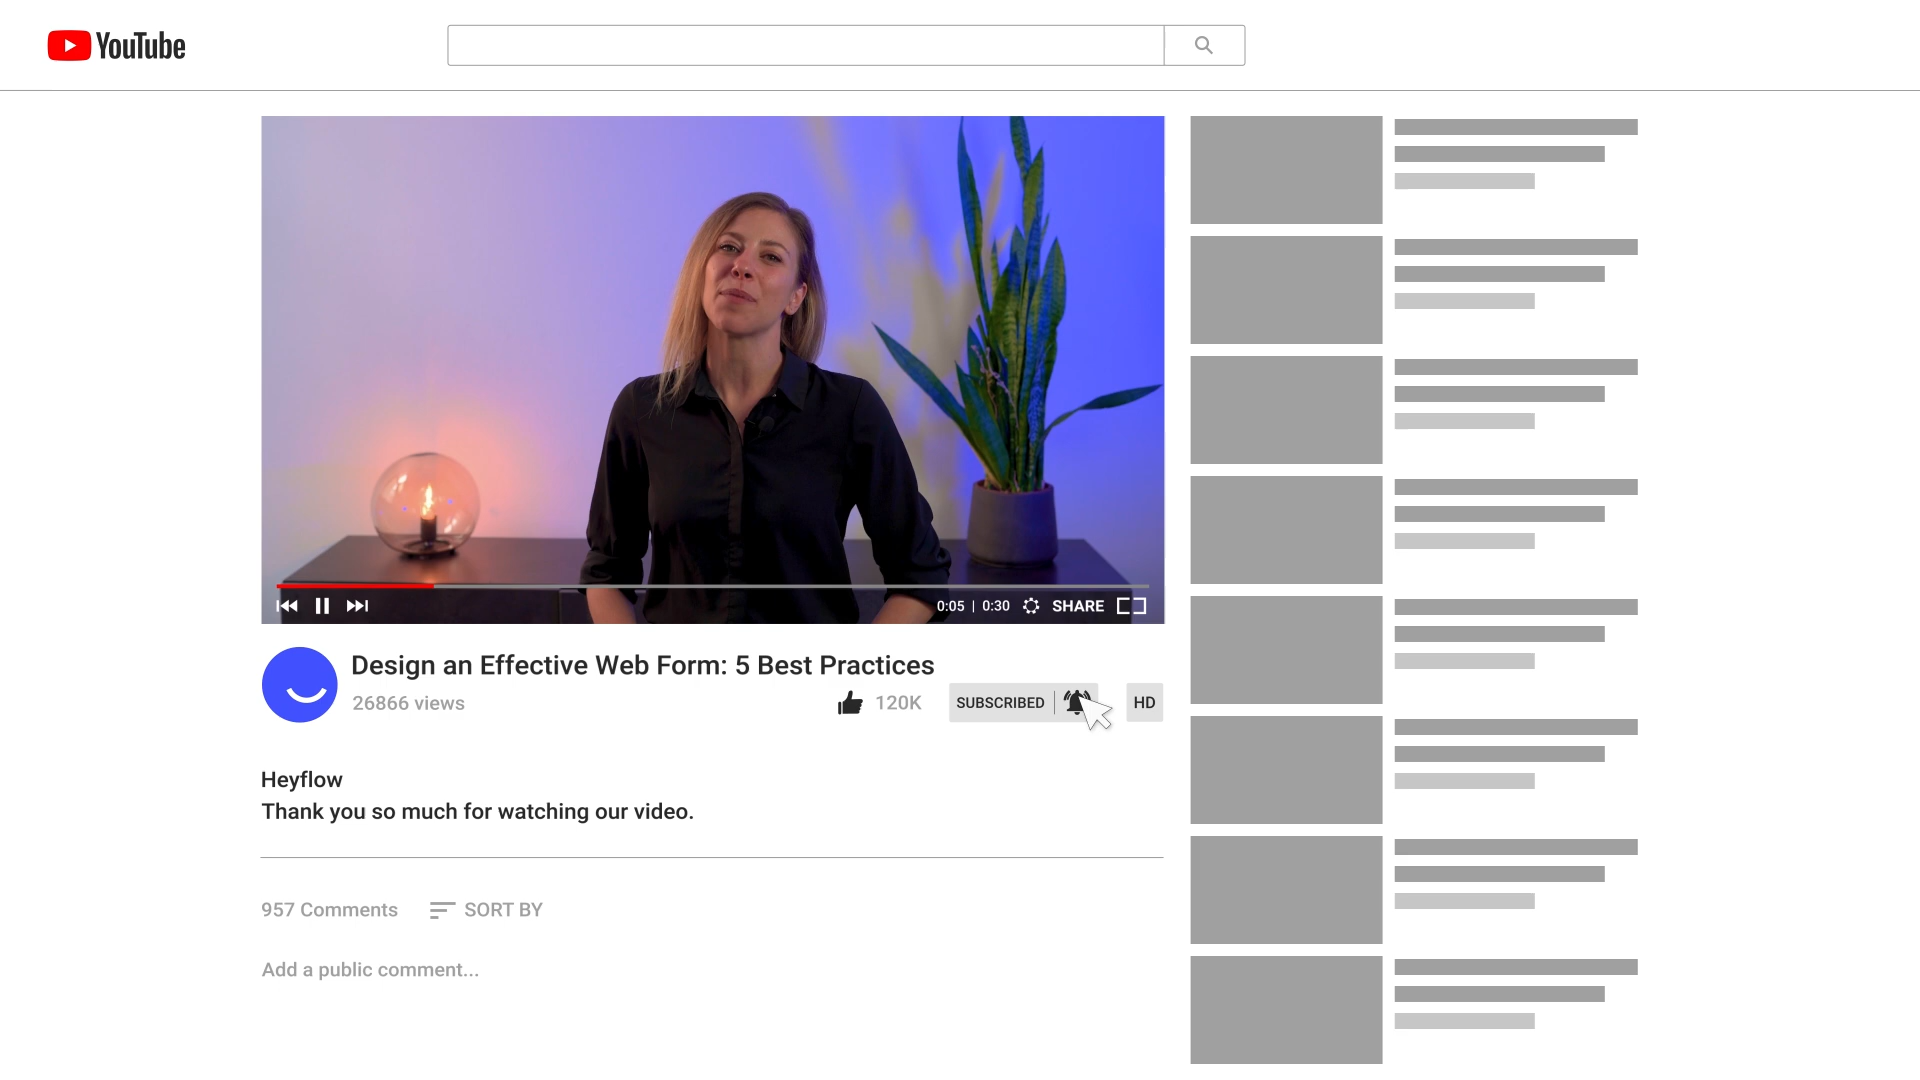 YouTube
0:05 | 0:30 SHARE
Design an Effective Web Form: 5 Best Practices
26866 views
120K
SUBSCRIBED
HD
Heyflow
Thank you so much for watching our video.
957 Comments
SORT BY
Add a public comment...